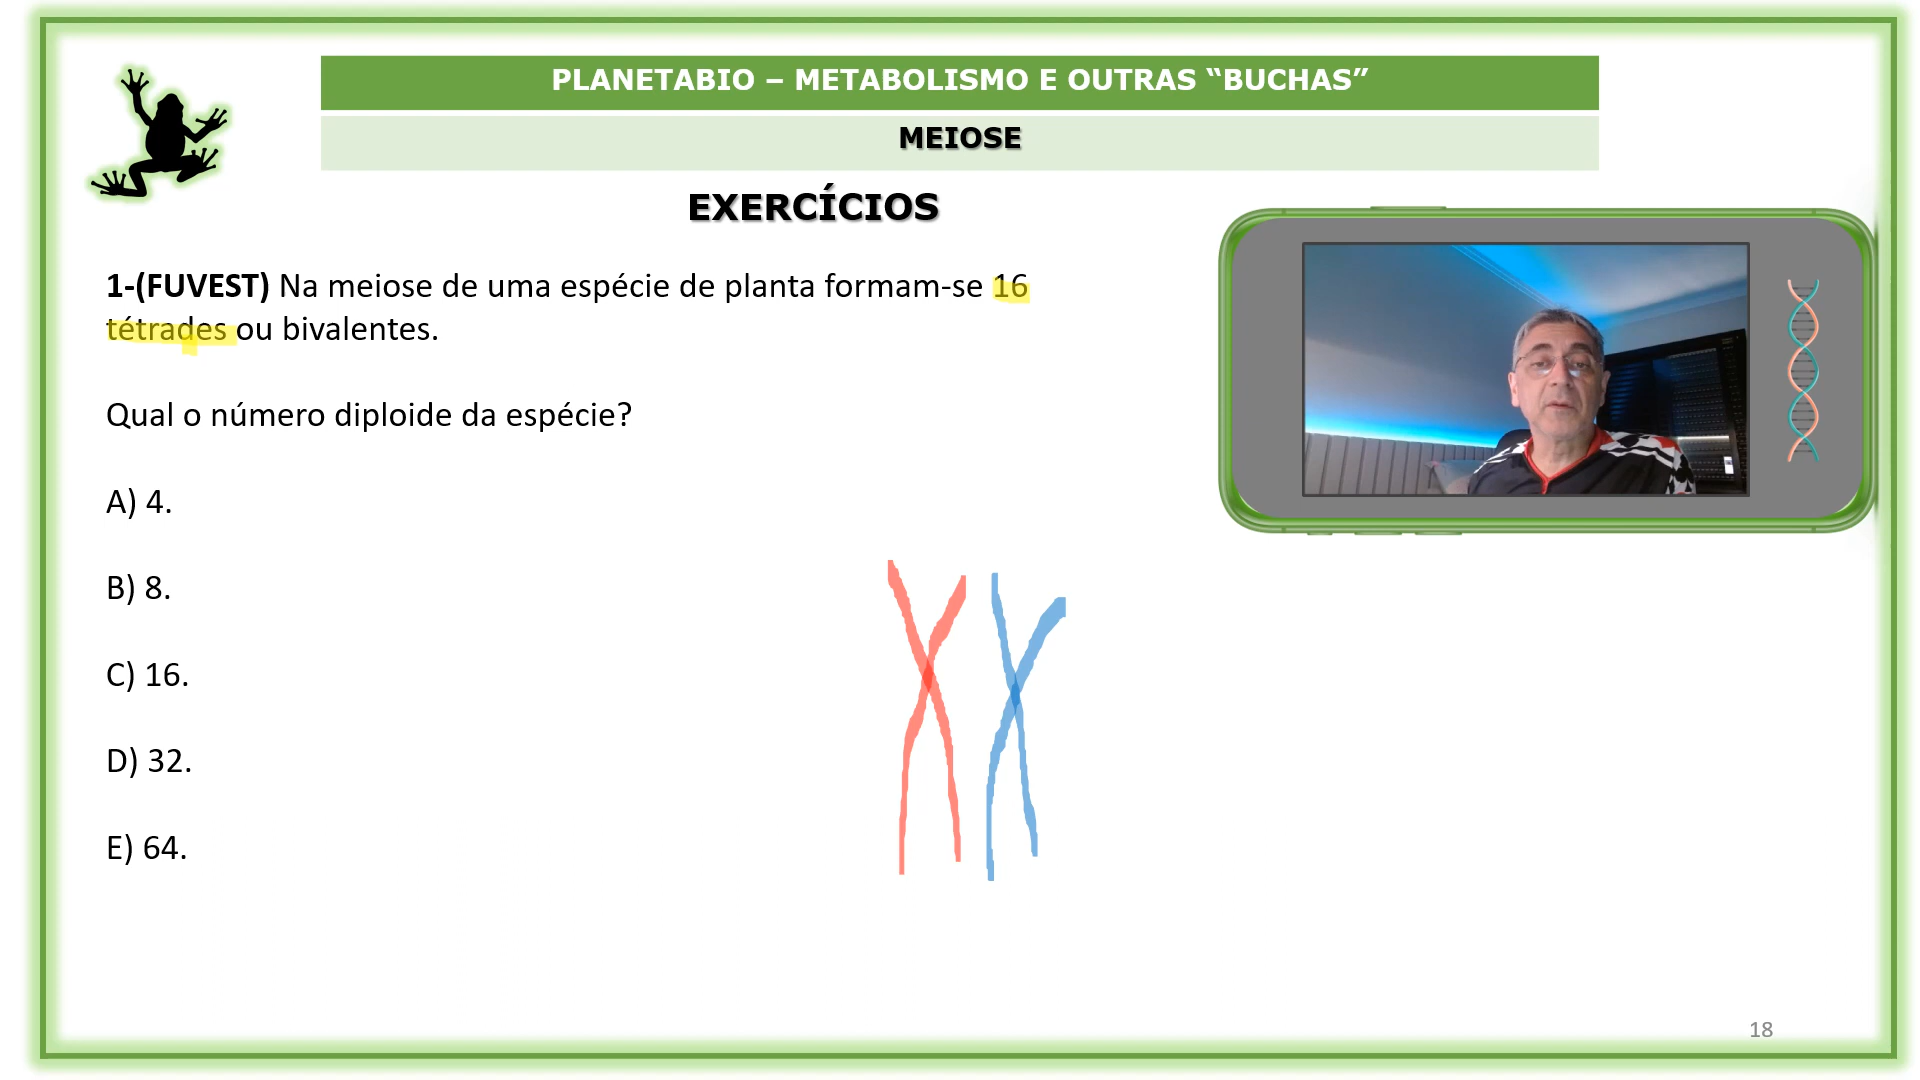 PLANETABIO – METABOLISMO E OUTRAS “BUCHAS”
MEIOSE
EXERCÍCIOS
1-(FUVEST) Na meiose de uma espécie de planta formam-se 16
tétrades ou bivalentes.
Qual o número diploide da espécie?
A) 4.
B) 8.
C) 16.
D) 32.
E) 64.
18